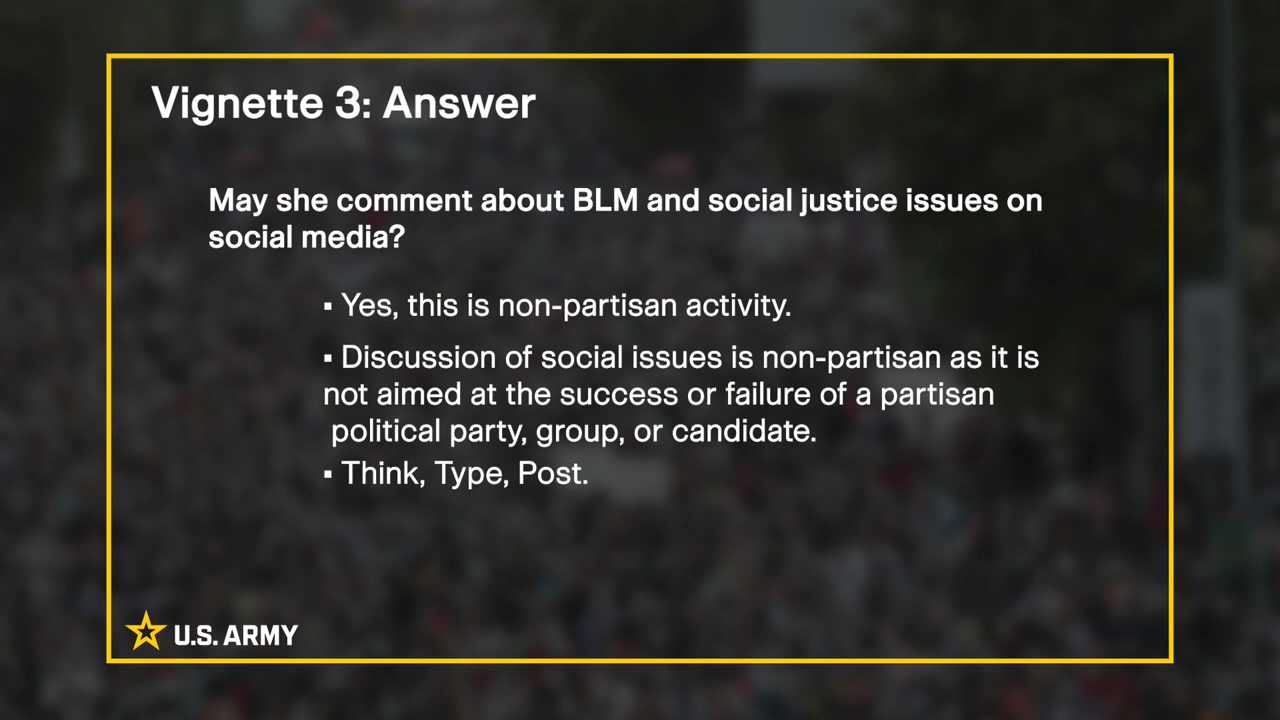 Vignette 3: Answer
May she comment about BLM and social justice issues on
social media?
▪ Yes, this is non-partisan activity.
▪ Discussion of social issues is non-partisan as it is
not aimed at the success or failure of a partisan
political party, group, or candidate.
▪ Think, Type, Post.
U.S. ARMY